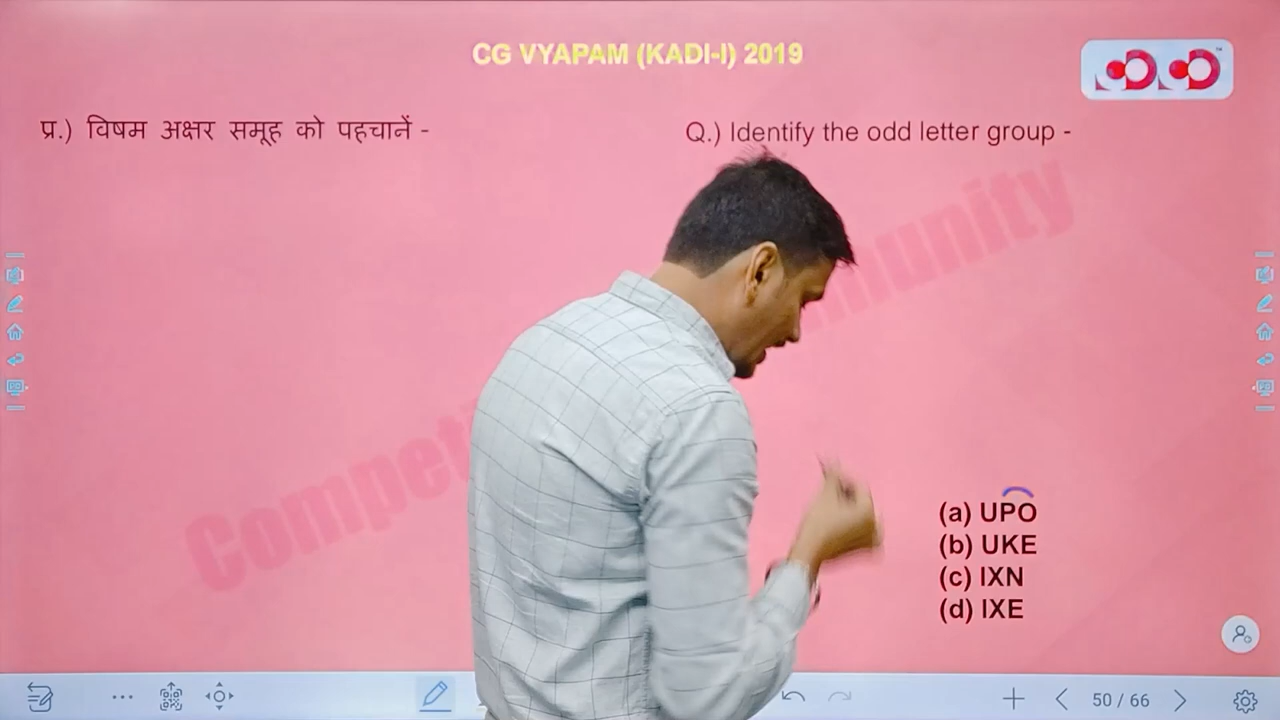 CG VYAPAM (KADI-I) 2019
प्र.) विषम अक्षर समूह को पहचानें -
Q.) Identify the odd letter group -
(a) UPO
(b) UKE
(c) IXN
(d) IXE
50 / 66